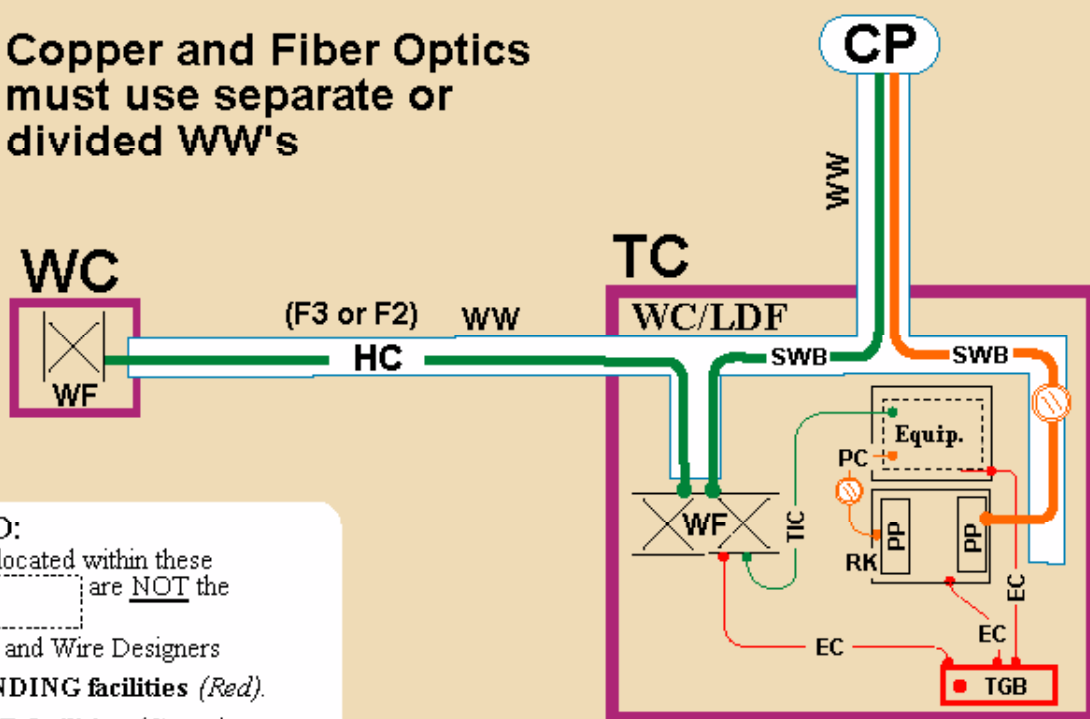 Copper and Fiber Optics
must use separate or
divided WW's
CP
WW
WC
WF
(F3 or F2) WW
HC
TC
WC/LDF
SWB
SWB
Equip.
PC
TIC
WF
RK
PP
PP
EC
EC
EC
TGB
located within these
are NOT the
and Wire Designers
facilities (Red).